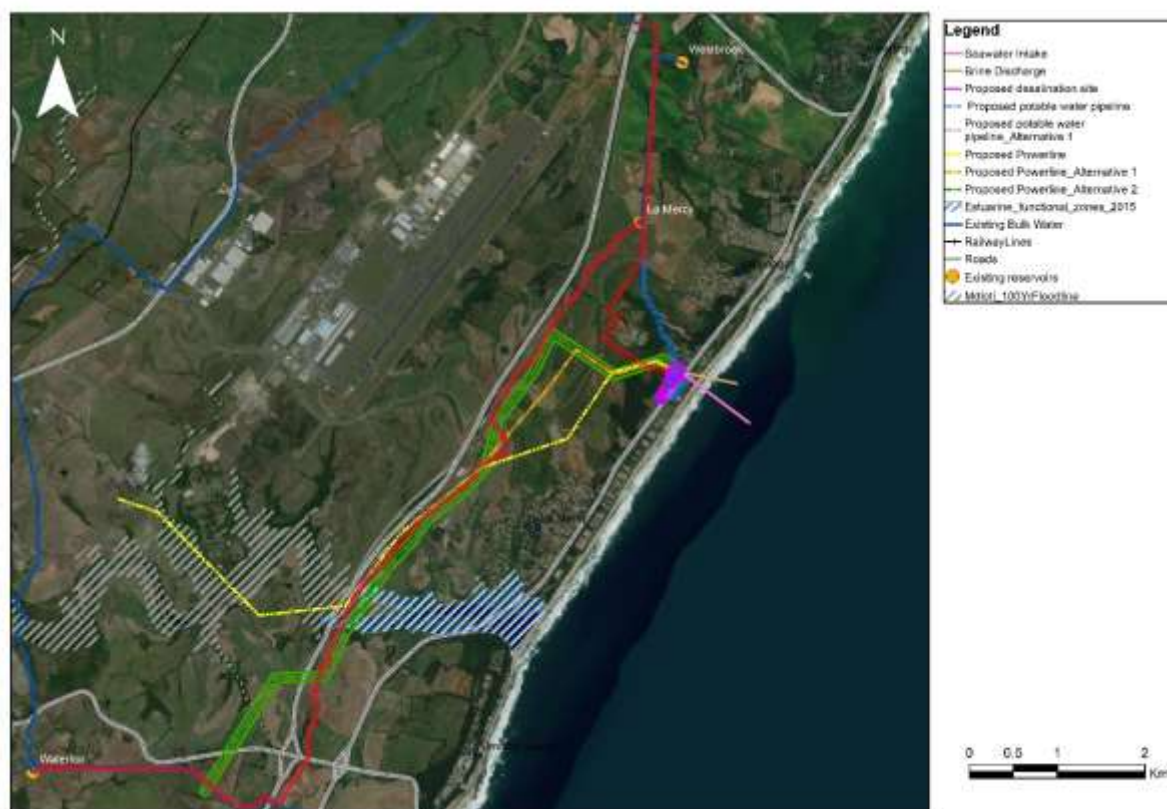 N
Westbrook
La Mercy
Waterloo
Legend
Seawater Intake
Brine Discharge
Proposed desalination site
Proposed potable water pipeline
Proposed potable water
pipeline_Alternative 1
Proposed Powerline
Proposed Powerline_Alternative 1
Proposed Powerline_Alternative 2
Estuarine_functional_zones_2015
Existing Bulk Water
RailwayLines
Roads
Existing reservoirs
Mdloti_100YrFloodline
0 0.5 1 2
Km